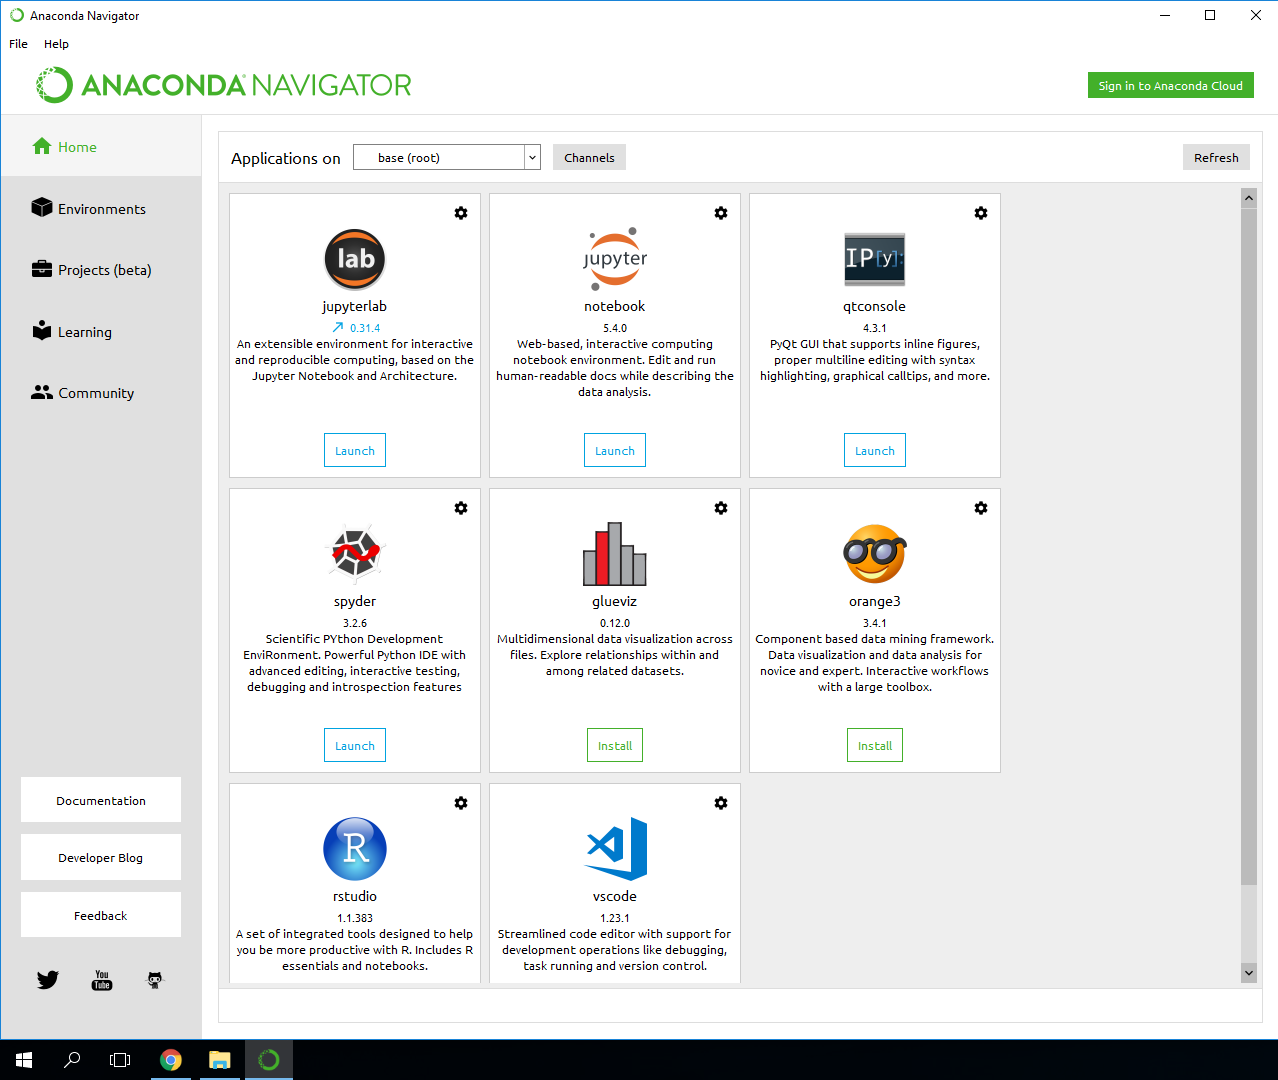 Anaconda Navigator
File Help
ANACONDA NAVIGATOR
Sign in to Anaconda Cloud
Home
Environments
Projects (beta)
Learning
Community
Documentation
Developer Blog
Feedback
You
Tube
Applications on base (root) Channels Refresh
lab
jupyterlab
0.31.4
An extensible environment for interactive
and reproducible computing, based on the
Jupyter Notebook and Architecture.
Launch
jupyter
notebook
5.4.0
Web-based, interactive computing
notebook environment. Edit and run
human-readable docs while describing the
data analysis.
Launch
IP[y]:
qtconsole
4.3.1
PyQt GUI that supports inline figures,
proper multiline editing with syntax
highlighting, graphical calltips, and more.
Launch
spyder
3.2.6
Scientific PYthon Development
EnviRonment. Powerful Python IDE with
advanced editing, interactive testing,
debugging and introspection features
Launch
glueviz
0.12.0
Multidimensional data visualization across
files. Explore relationships within and
among related datasets.
Install
orange3
3.4.1
Component based data mining framework.
Data visualization and data analysis for
novice and expert. Interactive workflows
with a large toolbox.
Install
R
rstudio
1.1.383
A set of integrated tools designed to help
you be more productive with R. Includes R
essentials and notebooks.
vscode
1.23.1
Streamlined code editor with support for
development operations like debugging,
task running and version control.